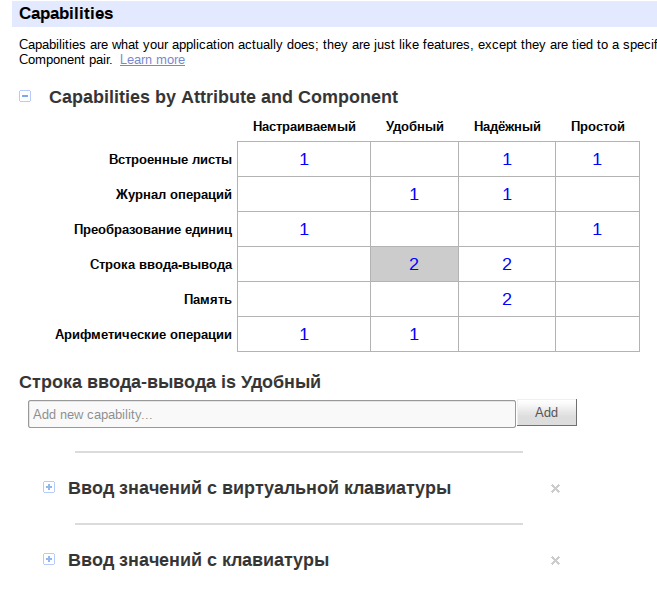 Capabilities
Capabilities are what your application actually does; they are just like features, except they are tied to a
Component pair. Learn more
Capabilities by Attribute and Component
Настраиваемый Удобный Надёжный Простой
Встроенные листы 1 1 1
Журнал операций 1 1
Преобразование единиц 1 1
Строка ввода-вывода 2 2
Память 2
Арифметические операции 1 1
Строка ввода-вывода is Удобный
Add new capability... Add
Ввод значений с виртуальной клавиатуры
Ввод значений с клавиатуры